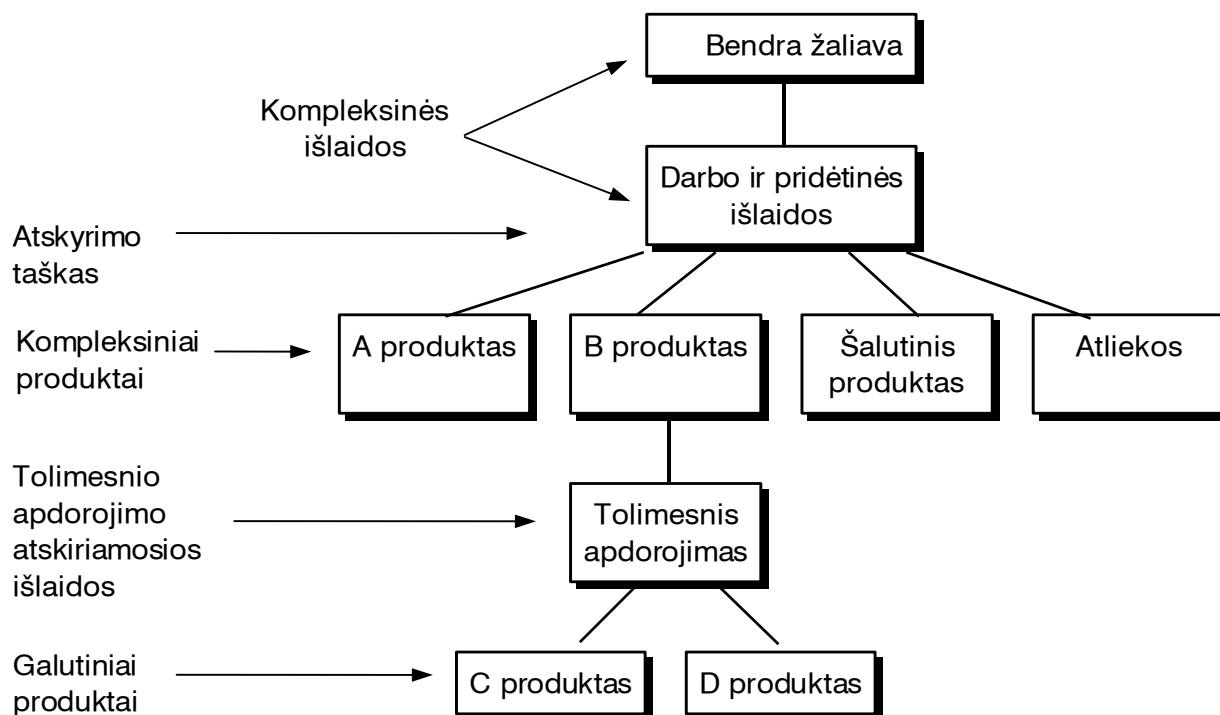 Bendra žaliava
Kompleksinės
išlaidos
Darbo ir pridėtinės
išlaidos
Atskyrimo
taškas
Kompleksiniai
produktai
A produktas
B produktas
Šalutinis
produktas
Atliekos
Tolimesnio
apdorojimo
atskiriamosios
išlaidos
Tolimesnis
apdorojimas
Galutiniai
produktai
C produktas
D produktas